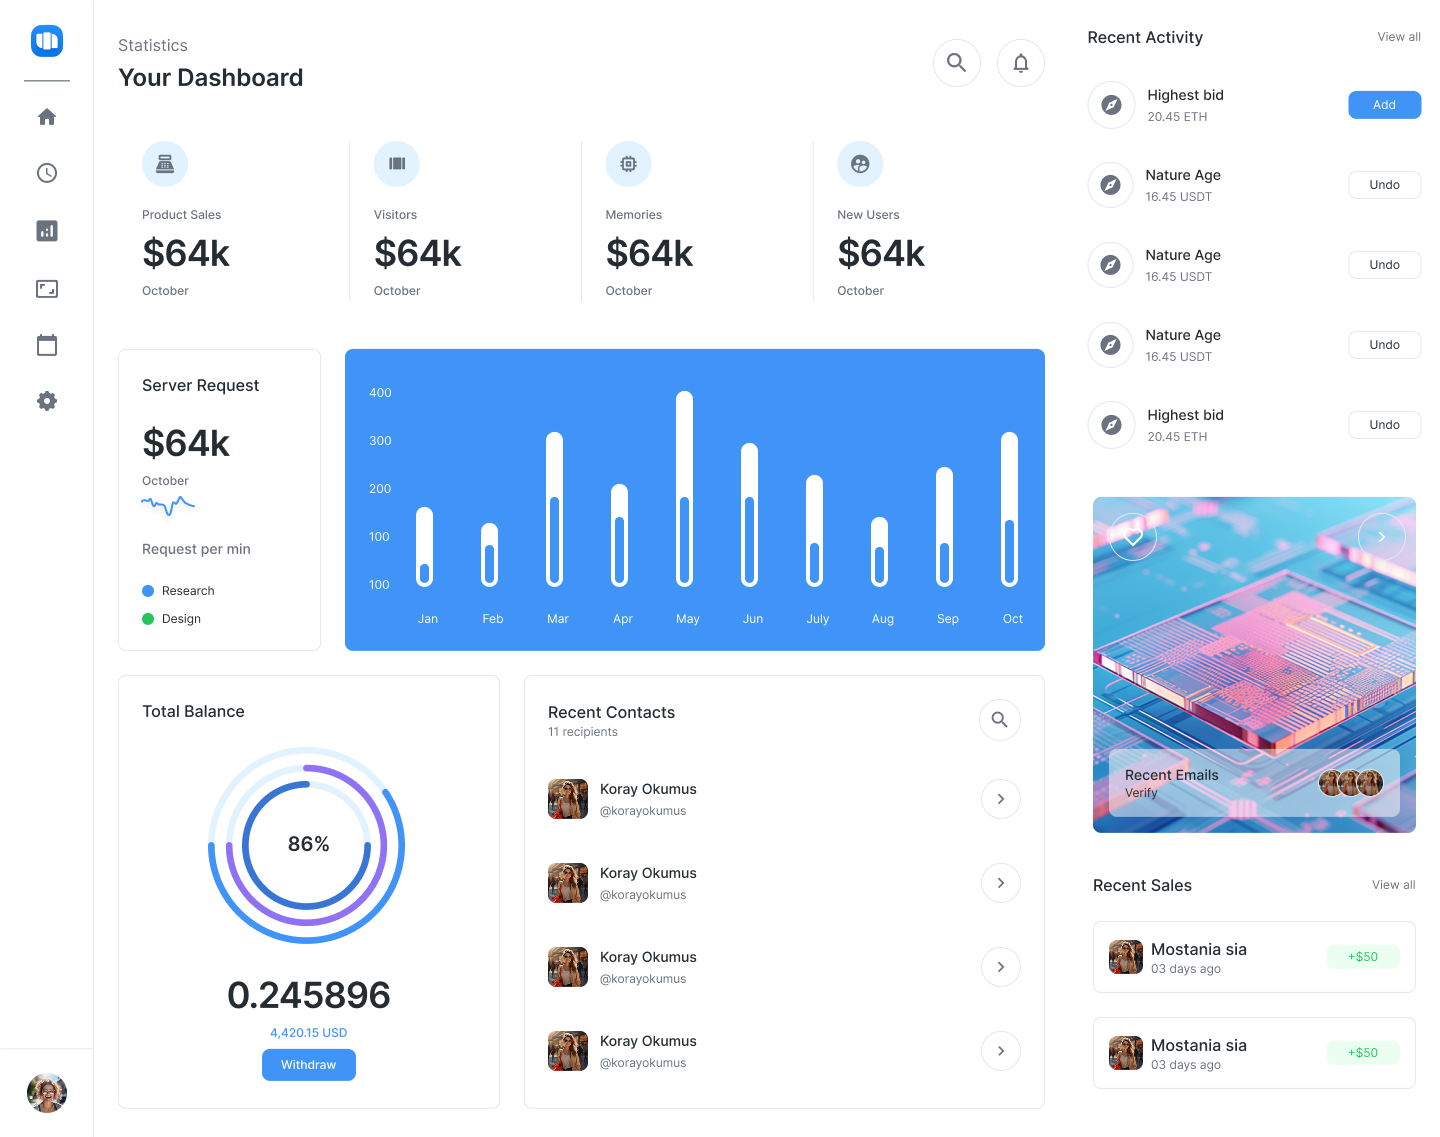 Statistics
Your Dashboard
Product Sales
$64k
October
Visitors
$64k
October
Memories
$64k
October
New Users
$64k
October
Server Request
$64k
October
Request per min
Research
Design
400
300
200
100
100
Jan Feb Mar Apr May Jun July Aug Sep Oct
Total Balance
86%
0.245896
4,420.15 USD
Withdraw
Recent Contacts
11 recipients
Koray Okumus
@korayokumus
Koray Okumus
@korayokumus
Koray Okumus
@korayokumus
Koray Okumus
@korayokumus
Recent Activity
View all
Highest bid
20.45 ETH
Add
Nature Age
16.45 USDT
Undo
Nature Age
16.45 USDT
Undo
Nature Age
16.45 USDT
Undo
Highest bid
20.45 ETH
Undo
Recent Emails
Verify
Recent Sales
View all
Mostania sia
03 days ago
+$50
Mostania sia
03 days ago
+$50